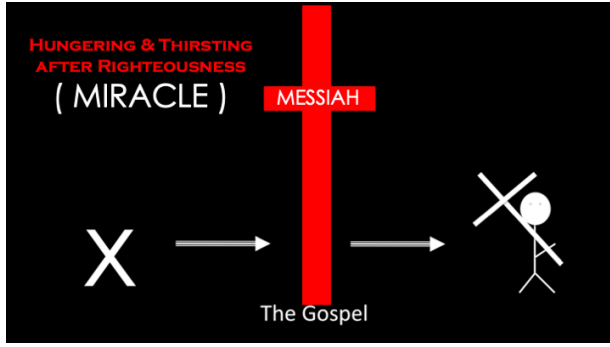 HUNGERING & THIRSTING
AFTER RIGHTEOUSNESS
( MIRACLE )
MESSIAH
X
The Gospel